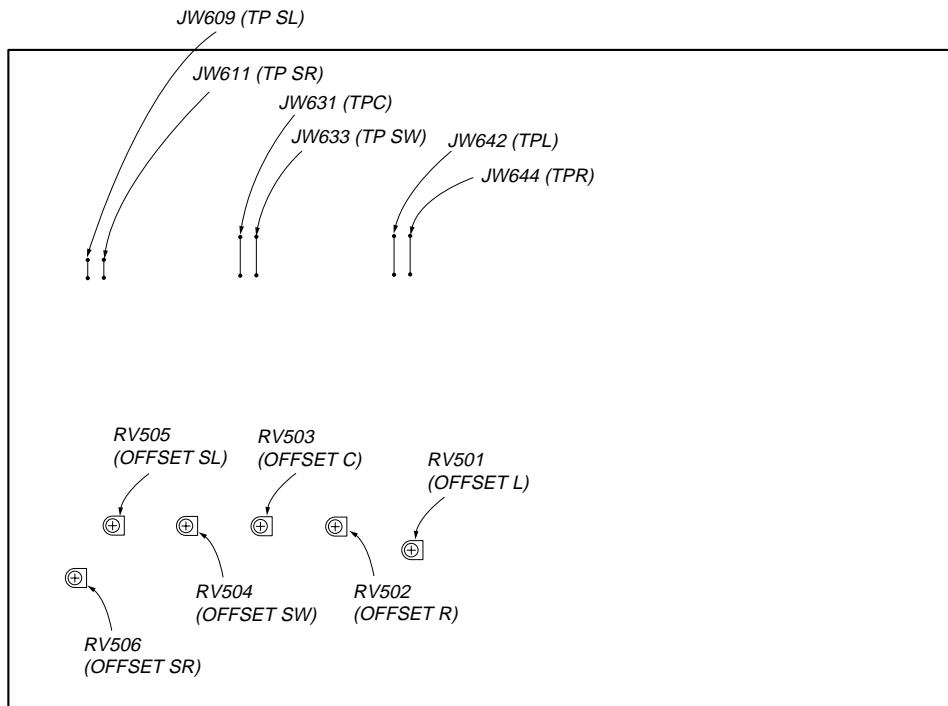 JW609 (TP SL)
JW611 (TP SR)
JW631 (TPC)
JW633 (TP SW)
JW642 (TPL)
JW644 (TPR)
RV505
(OFFSET SL)
RV503
(OFFSET C)
RV501
(OFFSET L)
RV504
(OFFSET SW)
RV502
(OFFSET R)
RV506
(OFFSET SR)